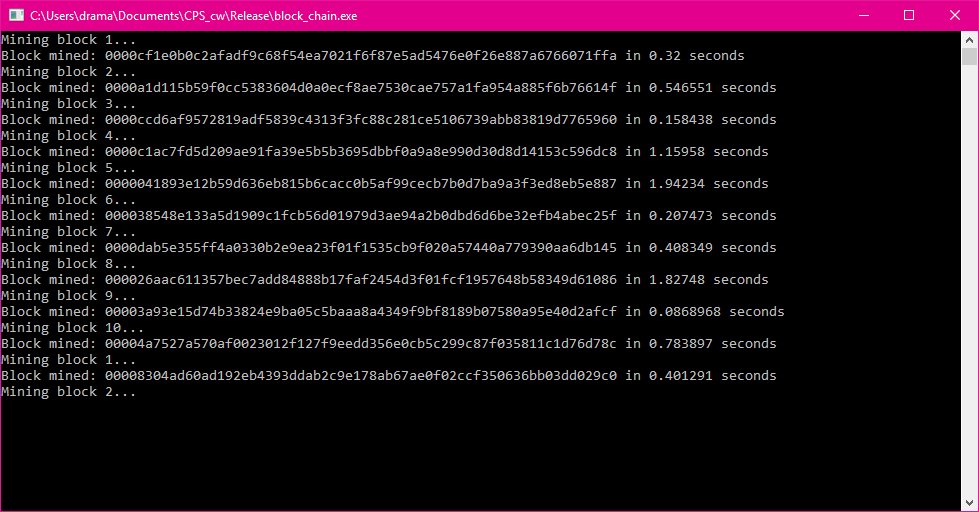 C:\Users\drama\Documents\CPS_cw\Release\block_chain.exe
Mining block 1...
Block mined: 0000cf1e0b0c2afadf9c68f54ea7021f6f87e5ad5476e0f26e887a6766071ffa in 0.32 seconds
Mining block 2...
Block mined: 0000a1d115b59f0cc5383604d0a0ecf8ae7530cae757a1fa954a885f6b76614f in 0.546551 seconds
Mining block 3...
Block mined: 0000ccd6af9572819adf5839c4313f3fc88c281ce5106739abb83819d7765960 in 0.158438 seconds
Mining block 4...
Block mined: 0000c1ac7fd5d209ae91fa39e5b5b3695dbbf0a9a8e990d30d8d14153c596dc8 in 1.15958 seconds
Mining block 5...
Block mined: 0000041893e12b59d636eb815b6cacc0b5af99cecb7b0d7ba9a3f3ed8eb5e887 in 1.94234 seconds
Mining block 6...
Block mined: 000038548e133a5d1909c1fcb56d01979d3ae94a2b0dbd6d6be32efb4abec25f in 0.207473 seconds
Mining block 7...
Block mined: 0000dab5e355ff4a0330b2e9ea23f01f1535cb9f020a57440a779390aa6db145 in 0.408349 seconds
Mining block 8...
Block mined: 000026aac611357bec7add84888b17faf2454d3f01fcf1957648b58349d61086 in 1.82748 seconds
Mining block 9...
Block mined: 00003a93e15d74b33824e9ba05c5baaa8a4349f9bf8189b07580a95e40d2afcf in 0.0868968 seconds
Mining block 10...
Block mined: 00004a7527a570af0023012f127f9eedd356e0cb5c299c87f035811c1d76d78c in 0.783897 seconds
Mining block 1...
Block mined: 00008304ad60ad192eb4393ddab2c9e178ab67ae0f02ccf350636bb03dd029c0 in 0.401291 seconds
Mining block 2...